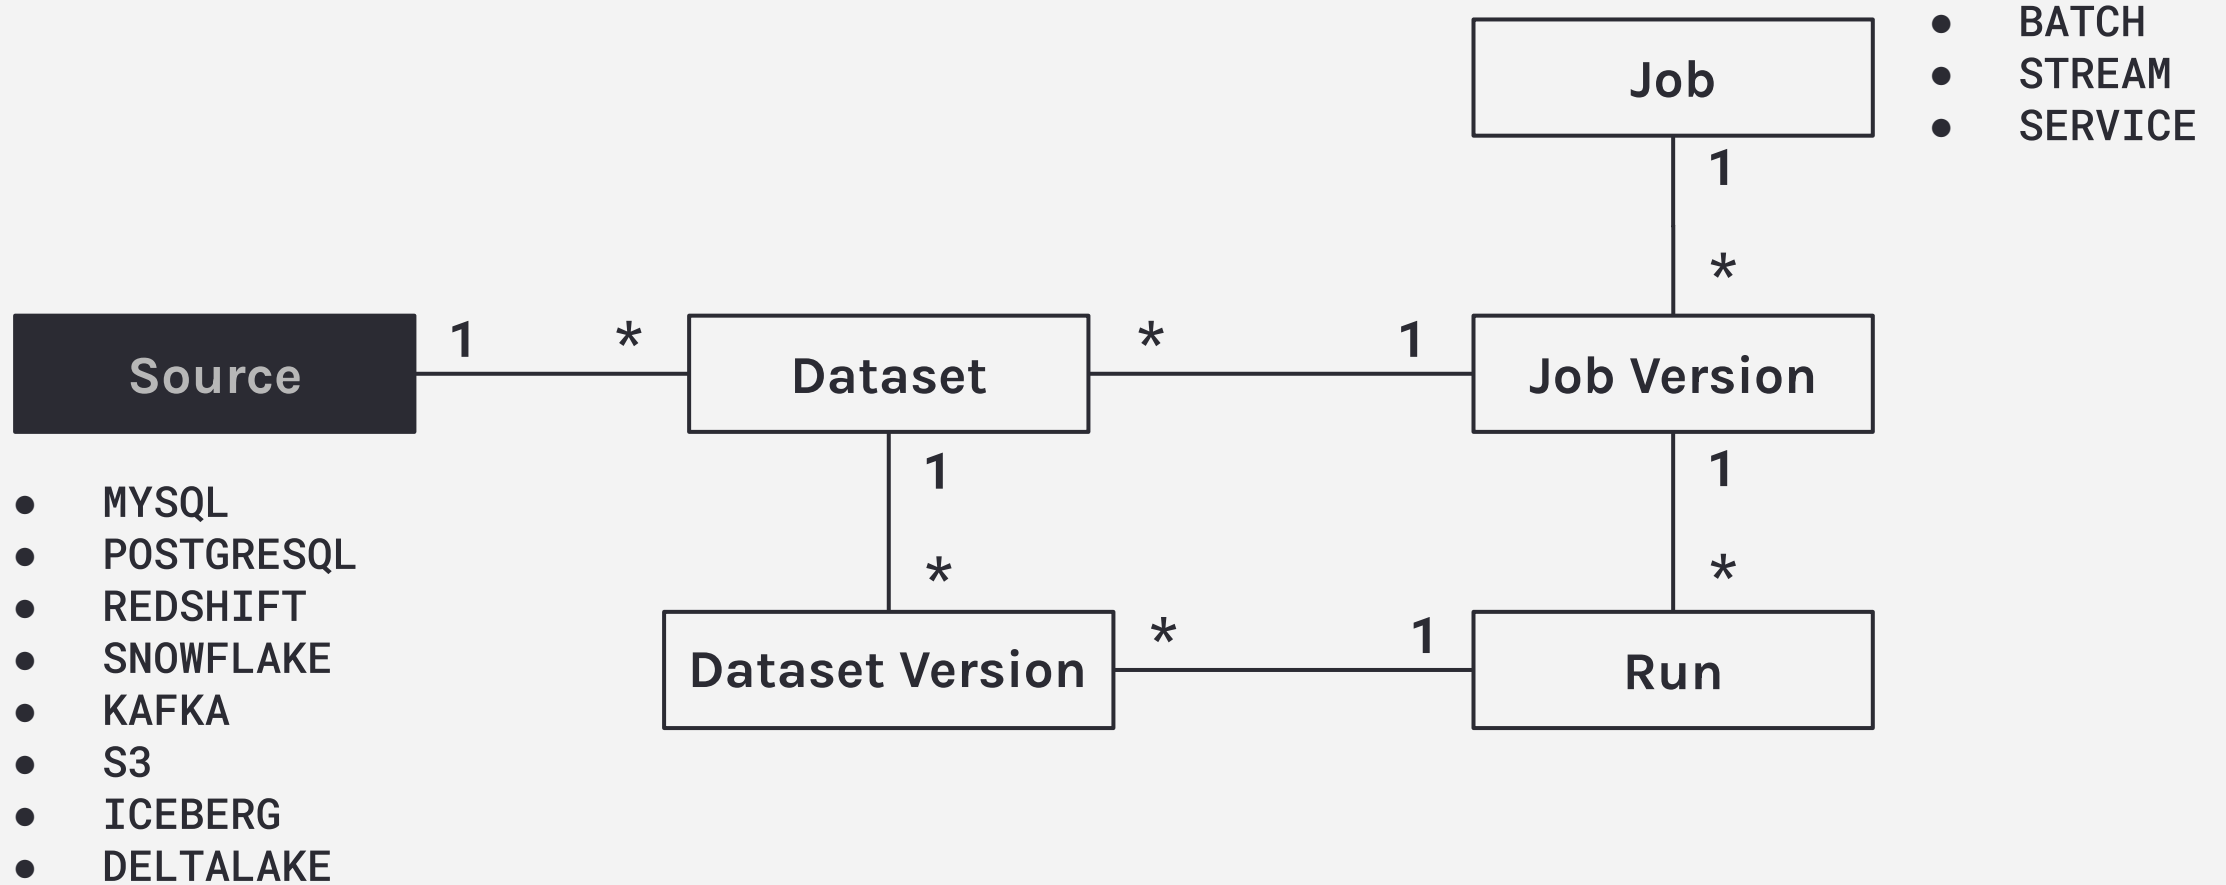 Job
● BATCH
● STREAM
● SERVICE
1
*
Source
1 *
Dataset
* 1
Job Version
1
*
1
*
Dataset Version
* 1
Run
● MYSQL
● POSTGRESQL
● REDSHIFT
● SNOWFLAKE
● KAFKA
● S3
● ICEBERG
● DELTALAKE